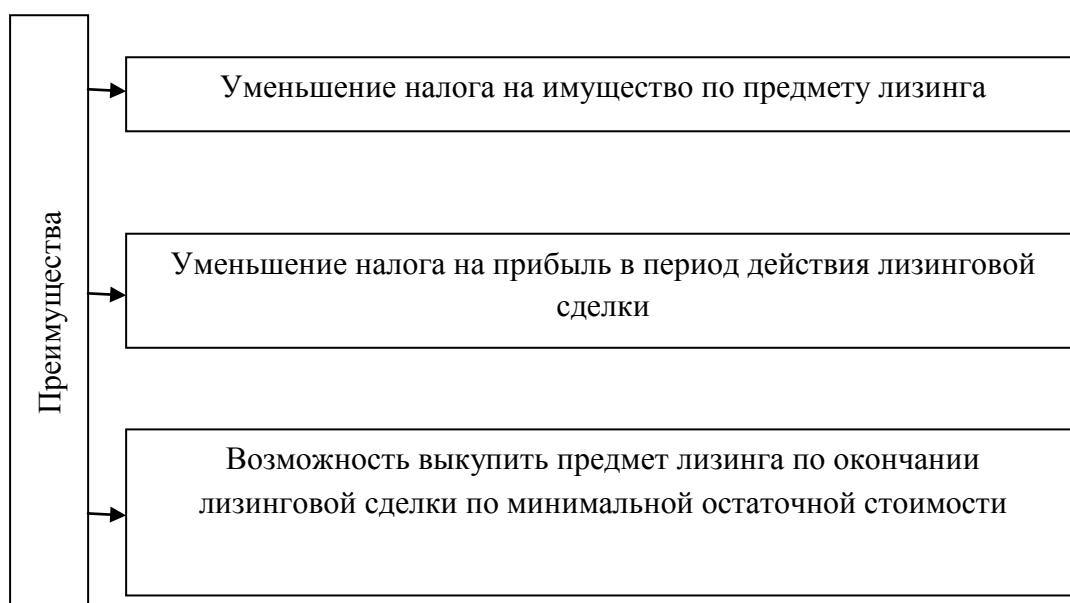 Преимущества
Уменьшение налога на имущество по предмету лизинга
Уменьшение налога на прибыль в период действия лизинговой
сделки
Возможность выкупить предмет лизинга по окончании
лизинговой сделки по минимальной остаточной стоимости